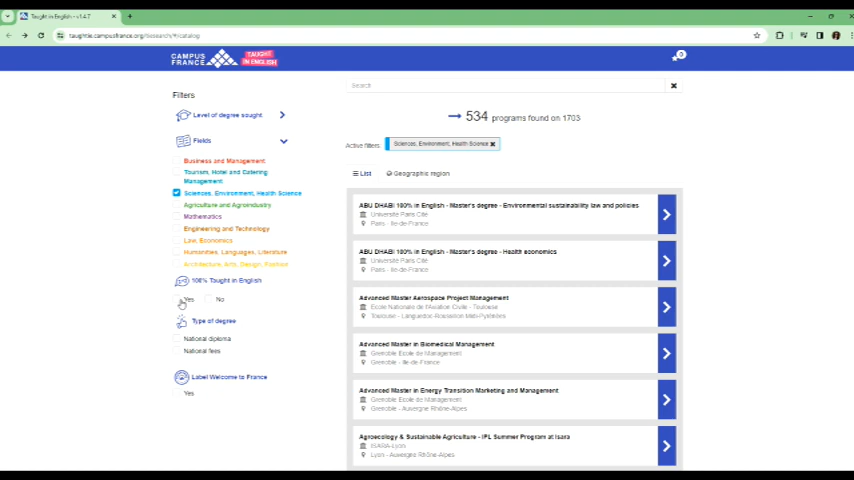 Taught in English - v1.4.7
taughtie.campusfrance.org/research/#/catalog
CAMPUS
FRANCE
TAUGHT
IN ENGLISH
0
Filters
Level of degree sought
Fields
Business and Management
Tourism, Hotel and Catering
Management
Sciences, Environment, Health Science
Agriculture and Agroindustry
Mathematics
Engineering and Technology
Law, Economics
Humanities, Languages, Literature
Architecture, Arts, Design, Fashion
100% Taught in English
Yes
No
Type of degree
National diploma
National fees
Label Welcome to France
Yes
Search
534 programs found on 1703
Active filters:
Sciences, Environment, Health Science
List
Geographic region
ABU DHABI 100% in English - Master's degree - Environmental sustainability law and policies
Université Paris Cité
Paris - Ile-de-France
ABU DHABI 100% in English - Master's degree - Health economics
Université Paris Cité
Paris - Ile-de-France
Advanced Master Aerospace Project Management
Ecole Nationale de l'Aviation Civile - Toulouse
Toulouse - Languedoc-Roussillon Midi-Pyrénées
Advanced Master in Biomedical Management
Grenoble Ecole de Management
Grenoble - Ile-de-France
Advanced Master in Energy Transition Marketing and Management
Grenoble Ecole de Management
Grenoble - Auvergne Rhône-Alpes
Agroecology & Sustainable Agriculture - IPL Summer Program at Isara
ISARA-Lyon
Lyon - Auvergne Rhône-Alpes